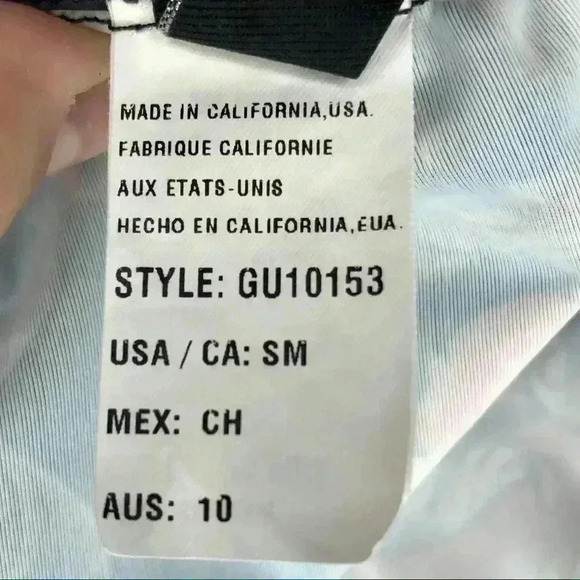 MADE IN CALIFORNIA,USA.
FABRIQUE CALIFORNIE
AUX ETATS-UNIS
HECHO EN CALIFORNIA,EUA.
STYLE: GU10153
USA / CA: SM
MEX: CH
AUS: 10